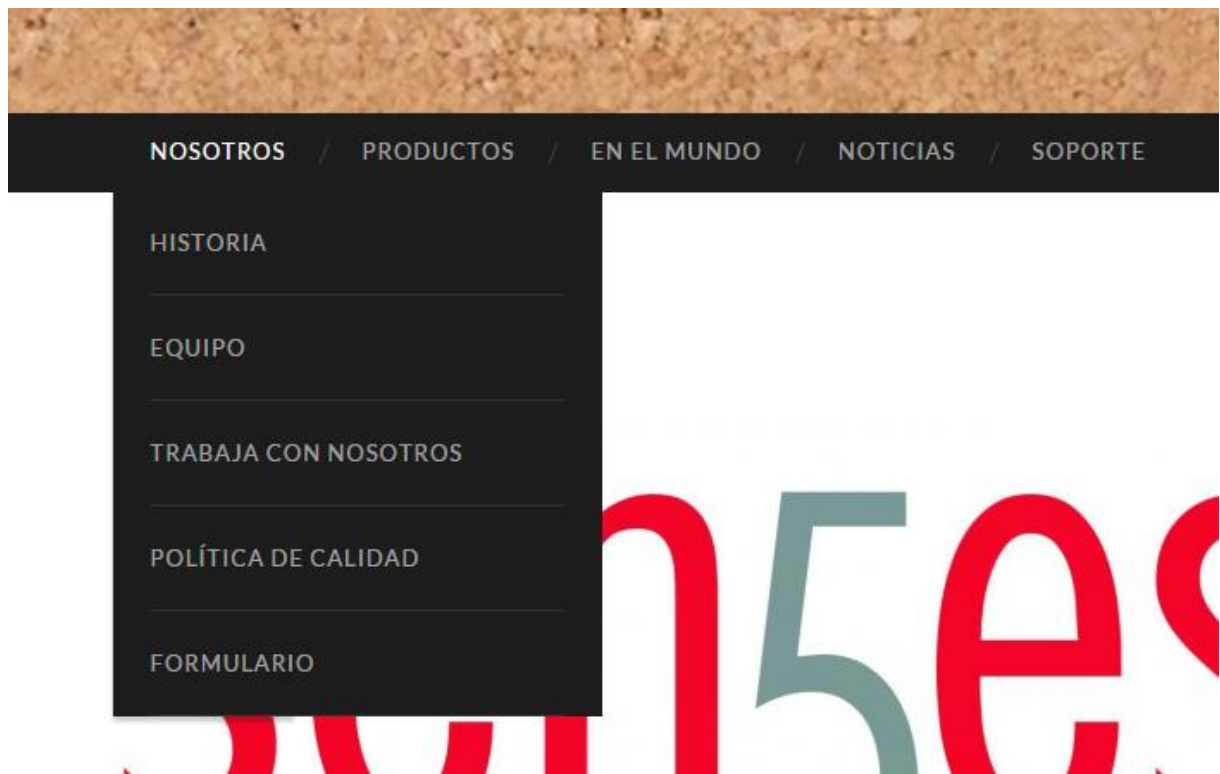 NOSOTROS / PRODUCTOS / EN EL MUNDO / NOTICIAS / SOPORTE
HISTORIA
EQUIPO
TRABAJA CON NOSOTROS
POLÍTICA DE CALIDAD
FORMULARIO